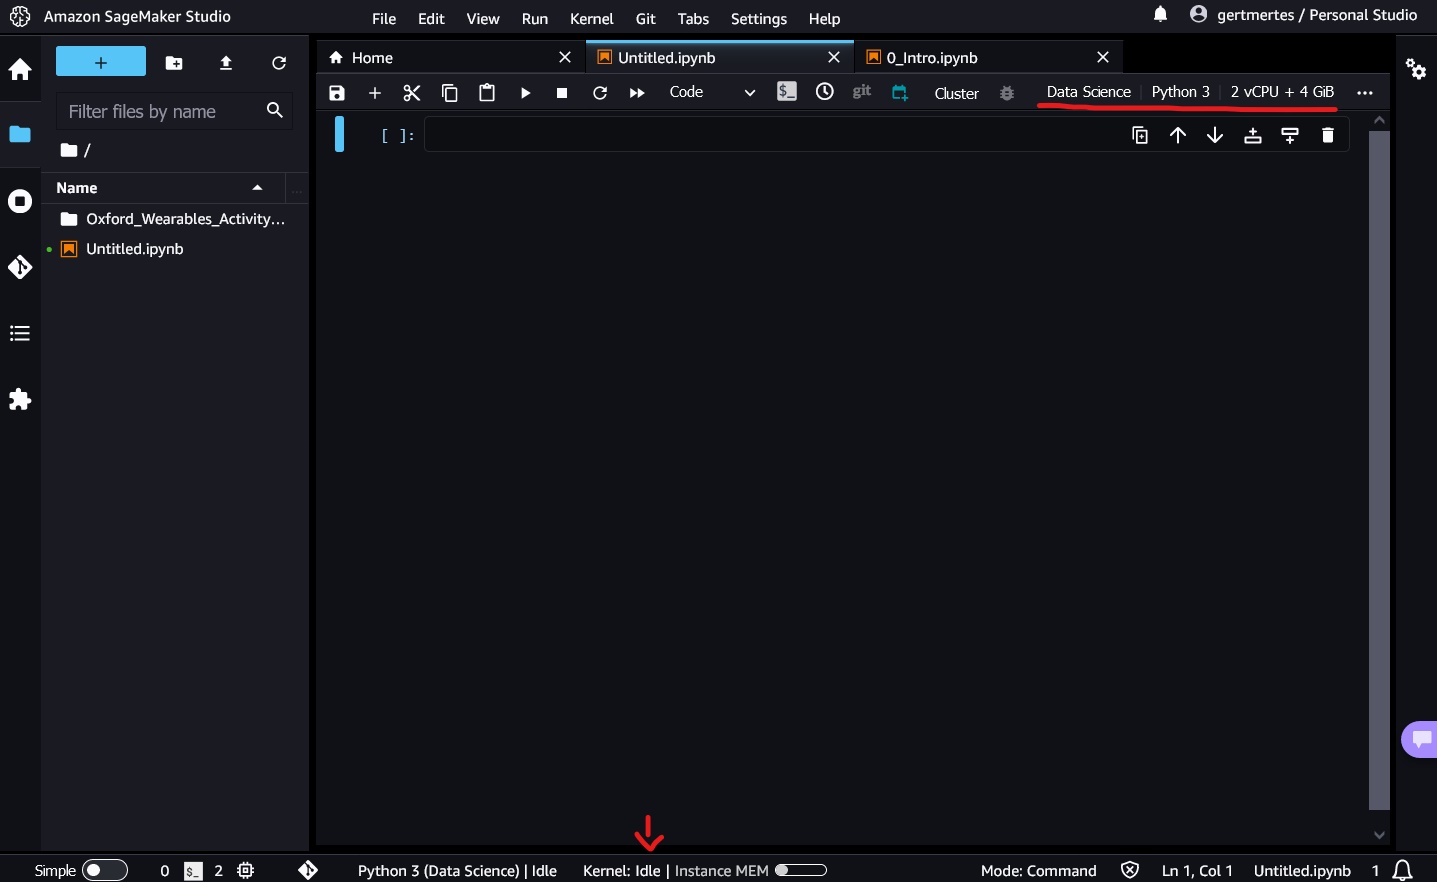 Amazon SageMaker Studio
File Edit View Run Kernel Git Tabs Settings Help
gertmertes / Personal Studio
Home
Untitled.ipynb
0_Intro.ipynb
Code
$_
git
Cluster
Data Science
Python 3
2 vCPU + 4 GiB
Filter files by name
/
Name
Oxford_Wearables_Activity...
Untitled.ipynb
[ ]:
Simple
0
$_
2
Python 3 (Data Science) | Idle
Kernel: Idle | Instance MEM
Mode: Command
Ln 1, Col 1
Untitled.ipynb
1